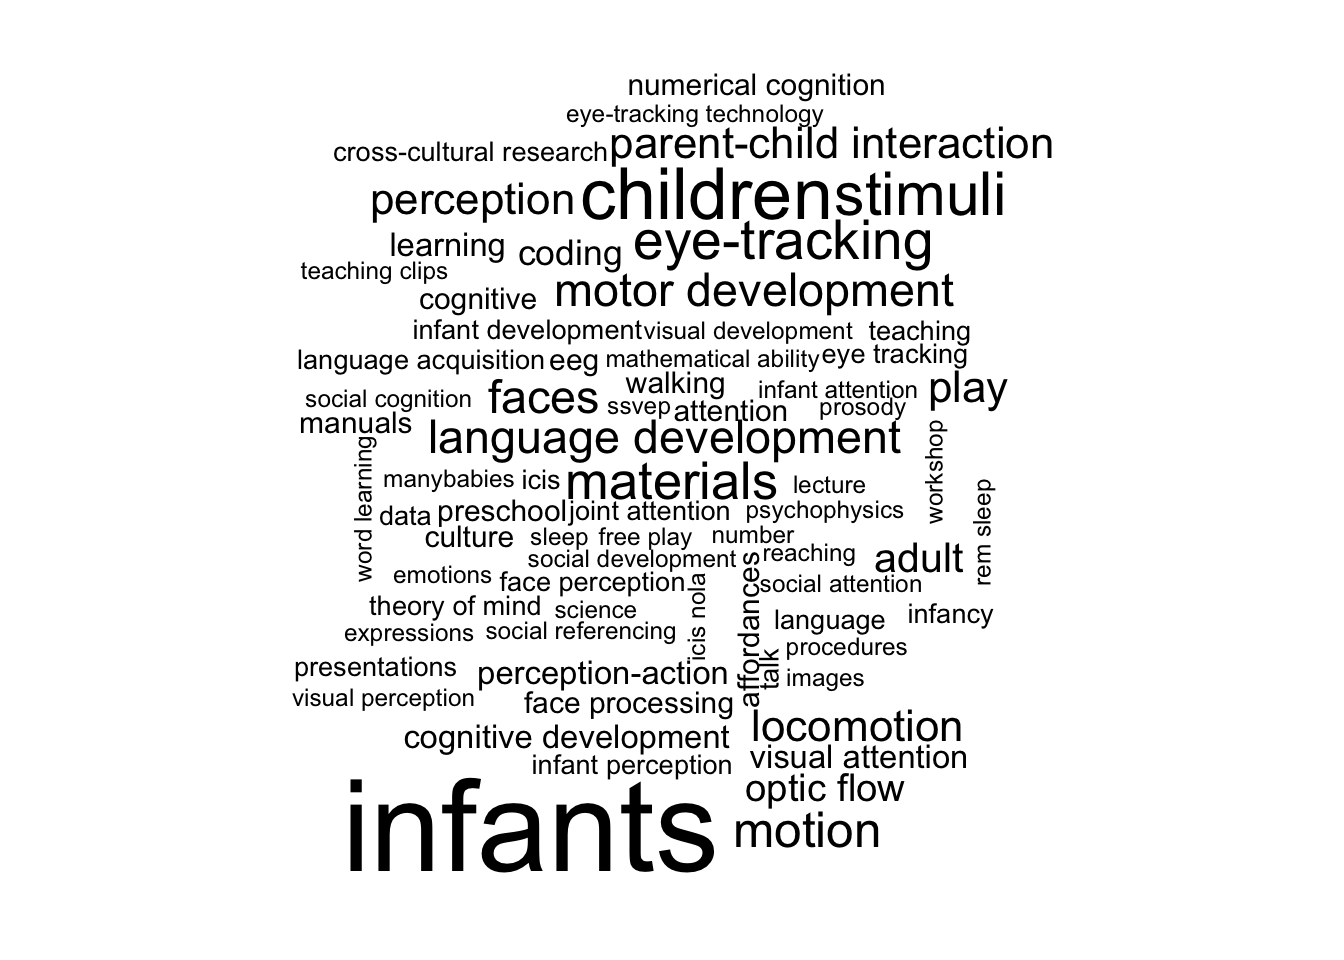 numerical cognition
eye-tracking technology
cross-cultural research parent-child interaction
perception children stimuli
learning coding eye-tracking
teaching clips
cognitive motor development
infant development visual development teaching
language acquisition eeg mathematical ability eye tracking
social cognition faces walking infant attention play
manuals ssvep attention prosody
language development
word learning
workshop
manybabies icis materials lecture
rem sleep
data preschool joint attention psychophysics
culture sleep free play number
social development reaching adult
emotions face perception social attention
icis nola
affordances
theory of mind science language infancy
expressions social referencing procedures
talk
presentations perception-action images
visual perception face processing
cognitive development locomotion
infant perception visual attention
optic flow
infants motion